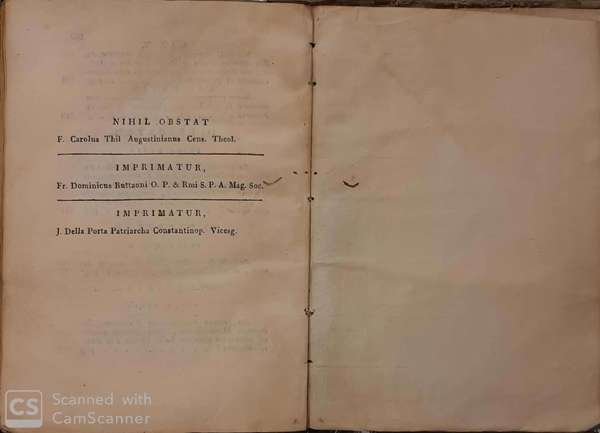 NIHIL OBSTAT
F. Carolus Thil Augustinianus Cens. Theol.
IMPRIMATUR,
Fr. Dominicus Buttaoni O. P. & Rmi S. P. A. Mag. Soc.
IMPRIMATUR,
J. Della Porta Patriarcha Constantinop. Vicesg.
CS Scanned with
CamScanner